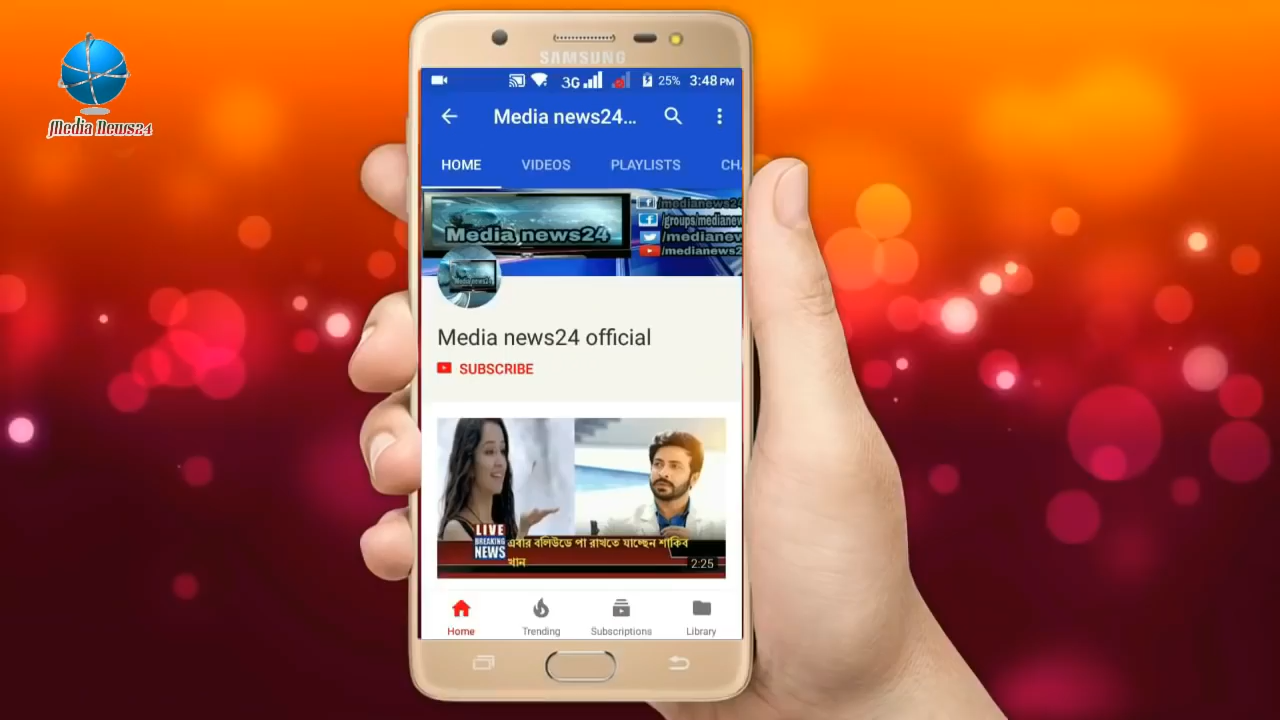 Media News24
SAMSUNG
3G
25%
3:48 PM
Media news24...
HOME
VIDEOS
PLAYLISTS
CH
Media news24
/medianews24
/groups/medianew
/medianew
/medianews2
Media news24
Media news24 official
SUBSCRIBE
LIVE
BREAKING
NEWS
এবার বলিউডে পা রাখতে যাচ্ছেন শাকিব
খান
2:25
Home
Trending
Subscriptions
Library